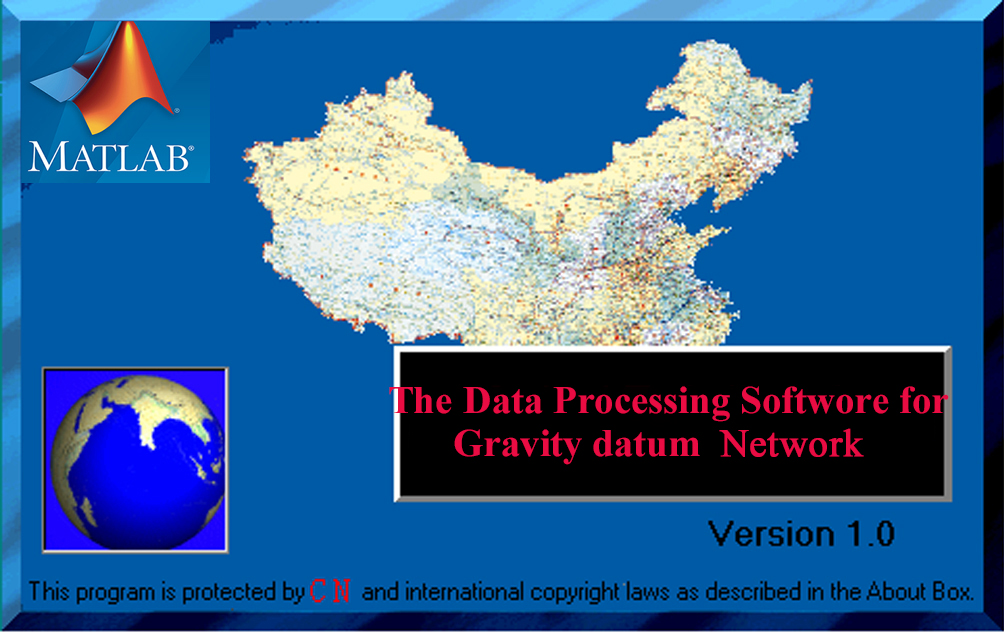 MATLAB®
The Data Processing Softwore for
Gravity datum Network
Version 1.0
This program is protected by CN and international copyright laws as described in the About Box.